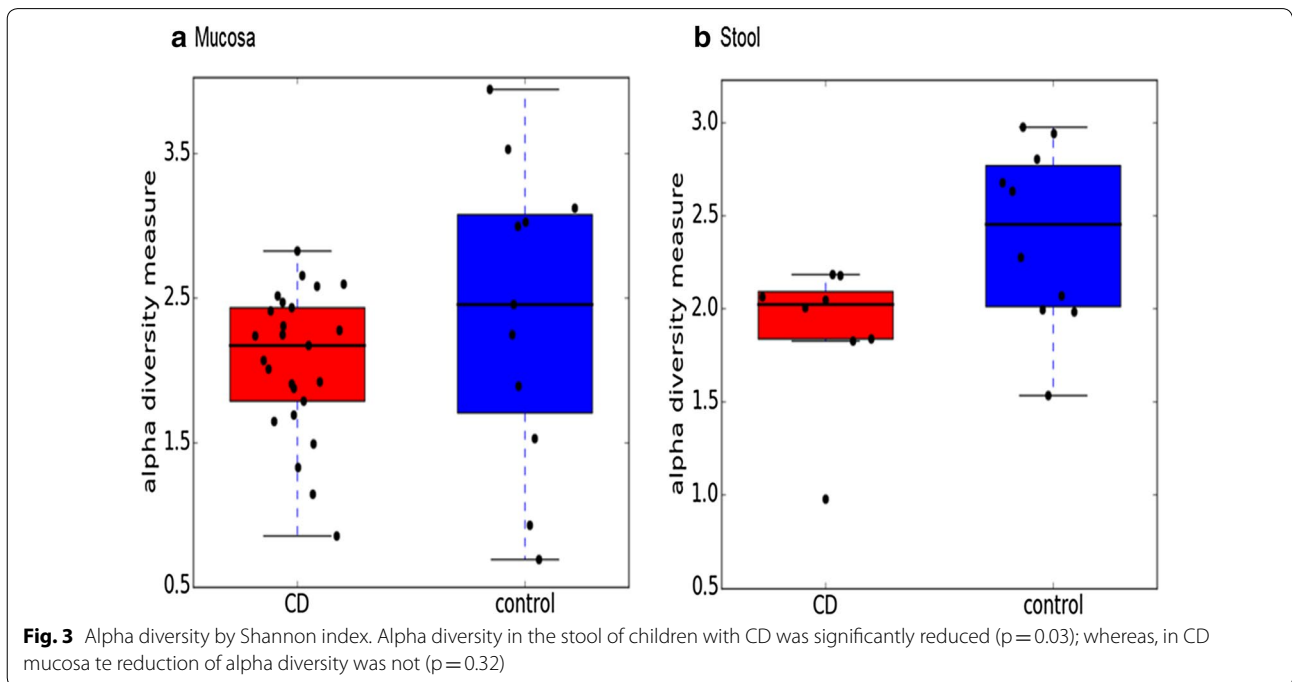 a Mucosa
b Stool
alpha diversity measure
3.5
2.5
1.5
0.5
CD
control
alpha diversity measure
3.0
2.5
2.0
1.5
1.0
0.5
CD
control
Fig. 3 Alpha diversity by Shannon index. Alpha diversity in the stool of children with CD was significantly reduced (p = 0.03); whereas, in CD
mucosa te reduction of alpha diversity was not (p = 0.32)